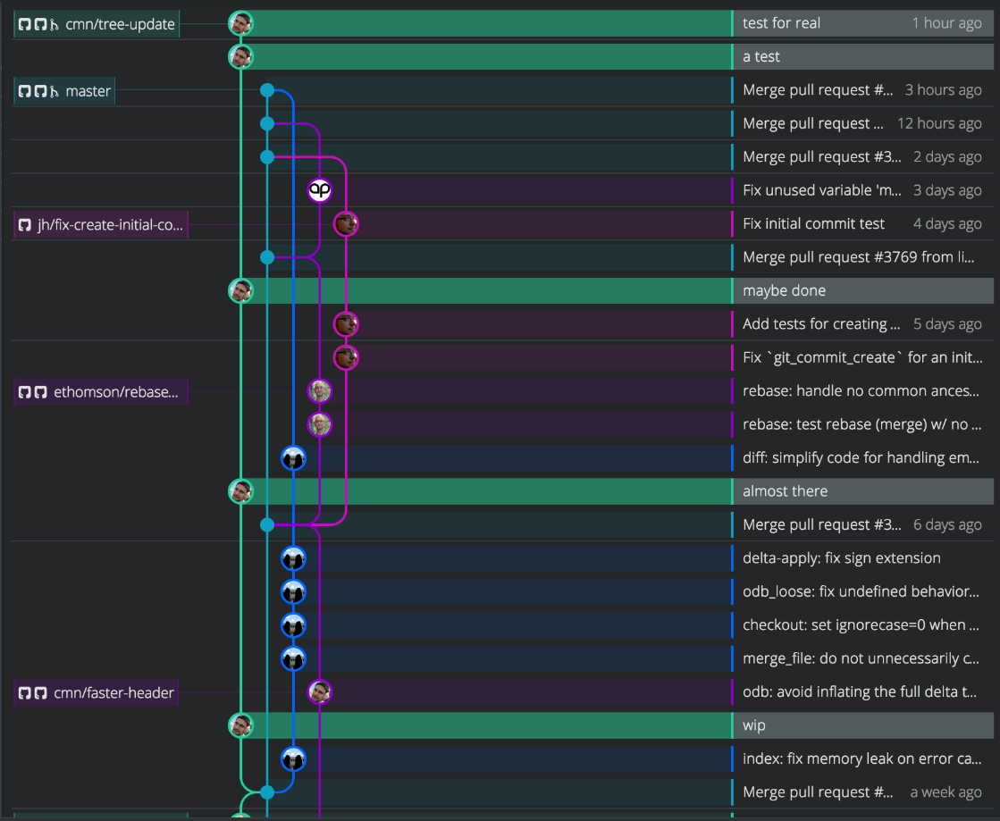 cmn/tree-update test for real 1 hour ago
a test
master Merge pull request #... 3 hours ago
Merge pull request ... 12 hours ago
Merge pull request #3... 2 days ago
ap Fix unused variable 'm... 3 days ago
jh/fix-create-initial-co... Fix initial commit test 4 days ago
Merge pull request #3769 from li...
maybe done
Add tests for creating ... 5 days ago
Fix `git_commit_create` for an init...
ethomson/rebase... rebase: handle no common ances...
rebase: test rebase (merge) w/ no ...
diff: simplify code for handling em...
almost there
Merge pull request #3... 6 days ago
delta-apply: fix sign extension
odb_loose: fix undefined behavior...
checkout: set ignorecase=0 when ...
merge_file: do not unnecessarily c...
cmn/faster-header odb: avoid inflating the full delta t...
wip
index: fix memory leak on error ca...
Merge pull request #... a week ago